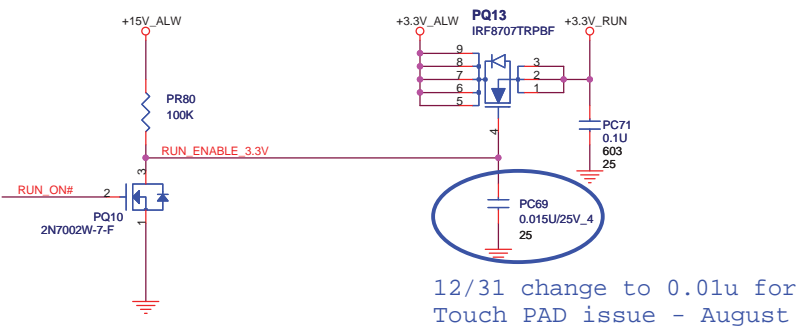 +15V_ALW
+3.3V_ALW
PQ13
IRF8707TRPBF
+3.3V_RUN
9
8
7
6
5
3
2
1
4
PR80
100K
PC71
0.1U
603
25
RUN_ENABLE_3.3V
3
RUN_ON#
2
1
PQ10
2N7002W-7-F
PC69
0.015U/25V_4
25
12/31 change to 0.01u for
Touch PAD issue - August